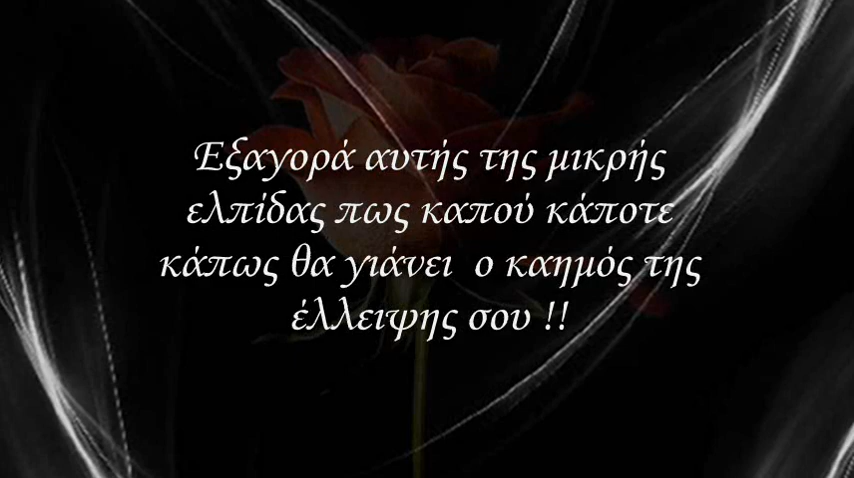 Εξαγορά αυτής της μικρής
ελπίδας πως καπού κάποτε
κάπως θα γιάνει  ο καημός της
έλλειψης σου !!